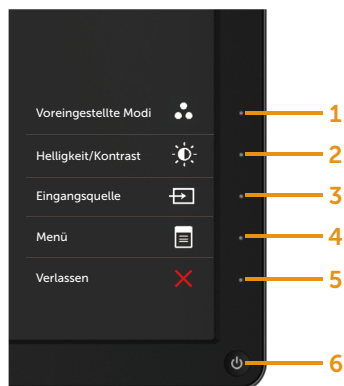 Voreingestellte Modi 1
Helligkeit/Kontrast 2
Eingangsquelle 3
Menü 4
Verlassen 5
6